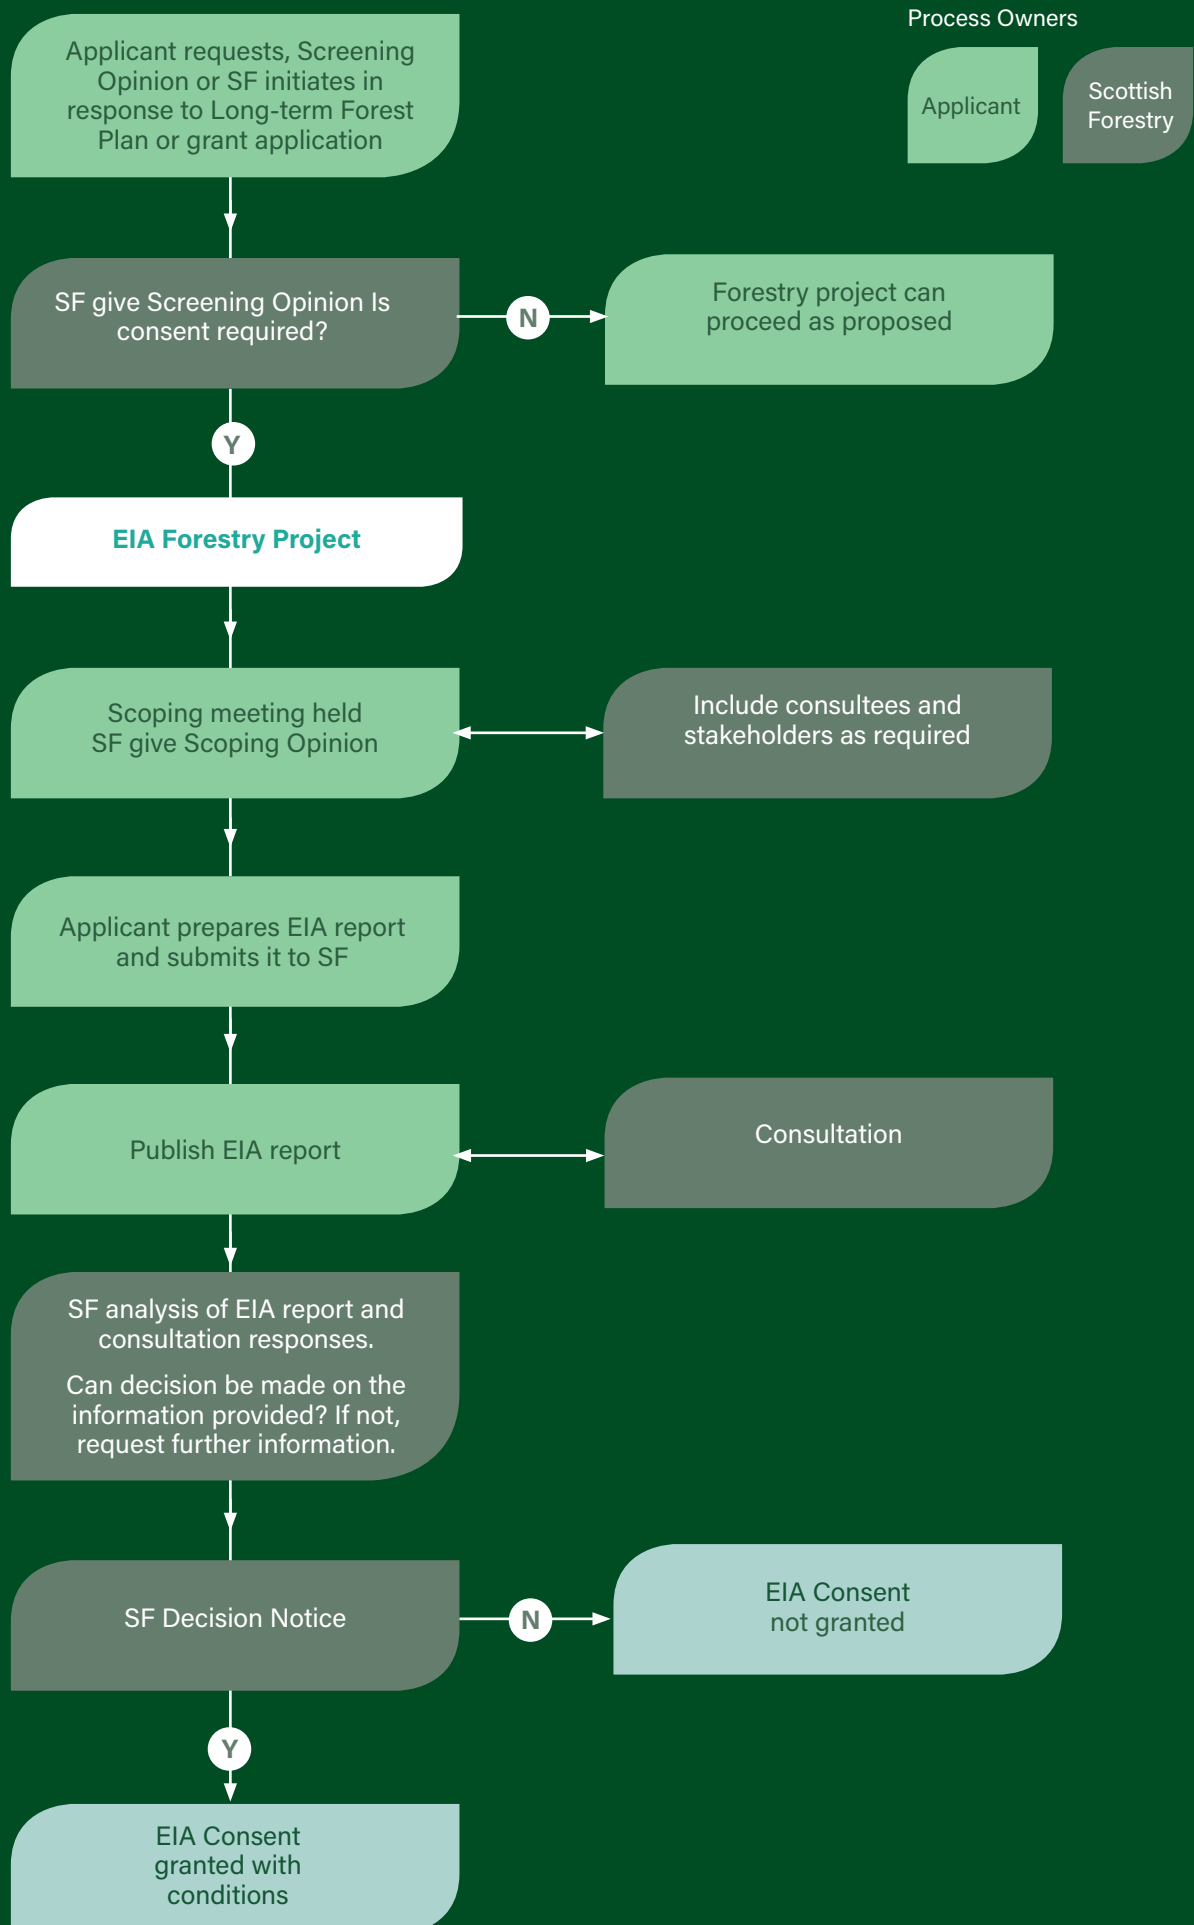 Process Owners
Applicant requests, Screening
Opinion or SF initiates in
response to Long-term Forest
Plan or grant application
Applicant
Scottish
Forestry
SF give Screening Opinion Is
consent required?
N
Forestry project can
proceed as proposed
Y
EIA Forestry Project
Scoping meeting held
SF give Scoping Opinion
Include consultees and
stakeholders as required
Applicant prepares EIA report
and submits it to SF
Publish EIA report
Consultation
SF analysis of EIA report and
consultation responses.
Can decision be made on the
information provided? If not,
request further information.
SF Decision Notice
N
EIA Consent
not granted
Y
EIA Consent
granted with
conditions